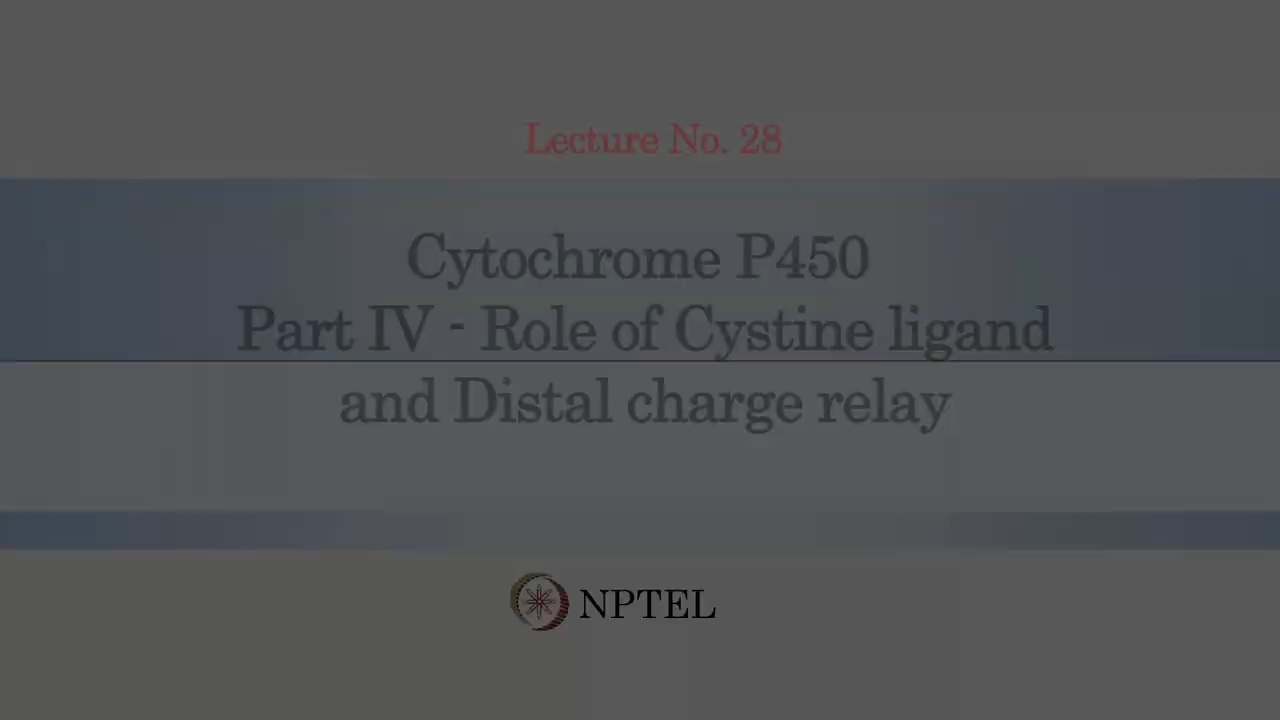 Lecture No. 28
Cytochrome P450
Part IV - Role of Cystine ligand
and Distal charge relay
NPTEL